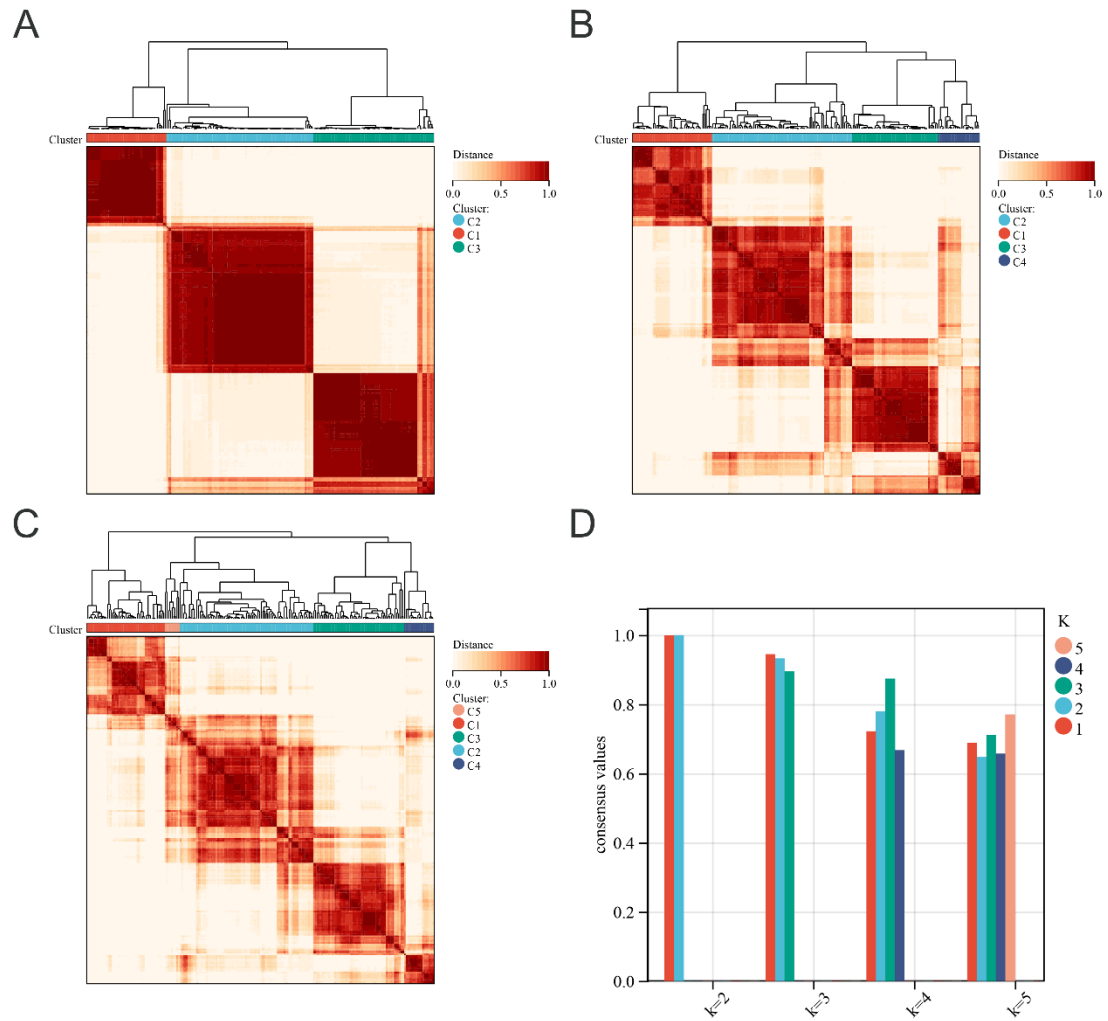 A
Cluster
Distance
0.0 0.5 1.0
Cluster:
C2
C1
C3
B
Cluster
Distance
0.0 0.5 1.0
Cluster:
C2
C1
C3
C4
C
Cluster
Distance
0.0 0.5 1.0
Cluster:
C5
C1
C3
C2
C4
D
consensus values
1.0
0.8
0.6
0.4
0.2
0.0
k=2
k=3
k=4
k=5
K
5
4
3
2
1